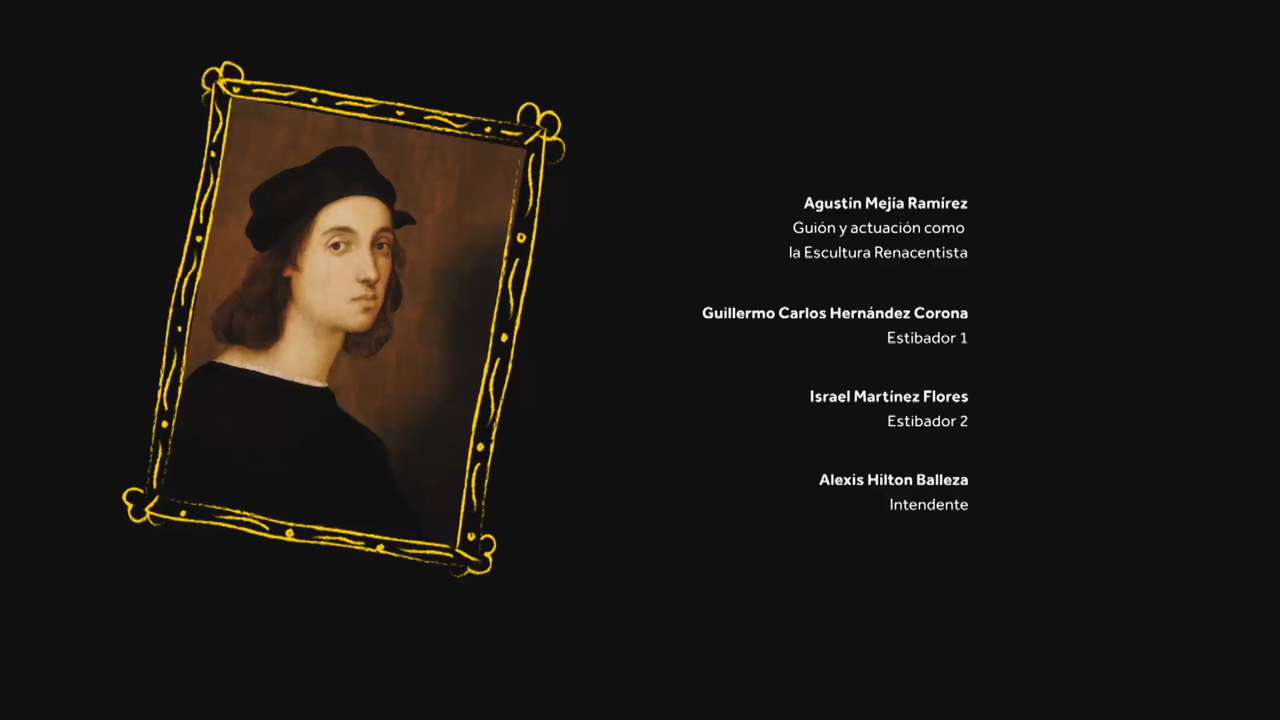 Agustín Mejía Ramírez
Guión y actuación como
la Escultura Renacentista
Guillermo Carlos Hernández Corona
Estibador 1
Israel Martínez Flores
Estibador 2
Alexis Hilton Balleza
Intendente